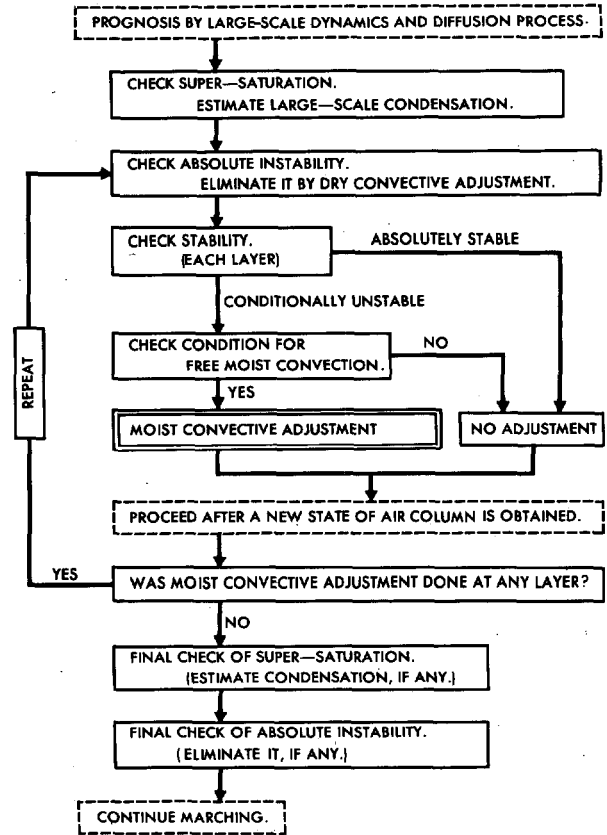 PROGNOSIS BY LARGE-SCALE DYNAMICS AND DIFFUSION PROCESS.
CHECK SUPER—SATURATION.
ESTIMATE LARGE—SCALE CONDENSATION.
CHECK ABSOLUTE INSTABILITY.
ELIMINATE IT BY DRY CONVECTIVE ADJUSTMENT.
CHECK STABILITY.
(EACH LAYER)
ABSOLUTELY STABLE
CONDITIONALLY UNSTABLE
CHECK CONDITION FOR
FREE MOIST CONVECTION.
NO
YES
REPEAT
MOIST CONVECTIVE ADJUSTMENT
NO ADJUSTMENT
PROCEED AFTER A NEW STATE OF AIR COLUMN IS OBTAINED.
YES
WAS MOIST CONVECTIVE ADJUSTMENT DONE AT ANY LAYER?
NO
FINAL CHECK OF SUPER—SATURATION.
(ESTIMATE CONDENSATION, IF ANY.)
FINAL CHECK OF ABSOLUTE INSTABILITY.
(ELIMINATE IT, IF ANY.)
CONTINUE MARCHING.